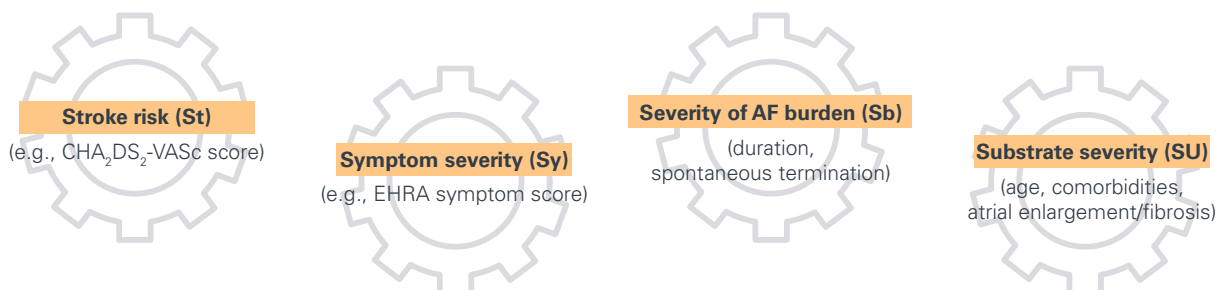 Stroke risk (St)
(e.g., CHA₂DS₂-VASc score)
Symptom severity (Sy)
(e.g., EHRA symptom score)
Severity of AF burden (Sb)
(duration,
spontaneous termination)
Substrate severity (SU)
(age, comorbidities,
atrial enlargement/fibrosis)